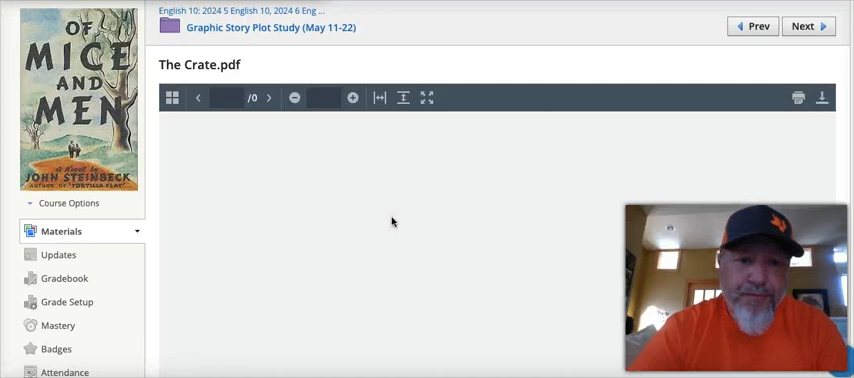 English 10: 2024 5 English 10, 2024 6 Eng ...
Graphic Story Plot Study (May 11-22)
Prev
Next
The Crate.pdf
/0
OF
MICE
AND
MEN
A Novel by
JOHN STEINBECK
AUTHOR OF "TORTILLA FLAT"
Course Options
Materials
Updates
Gradebook
Grade Setup
Mastery
Badges
Attendance